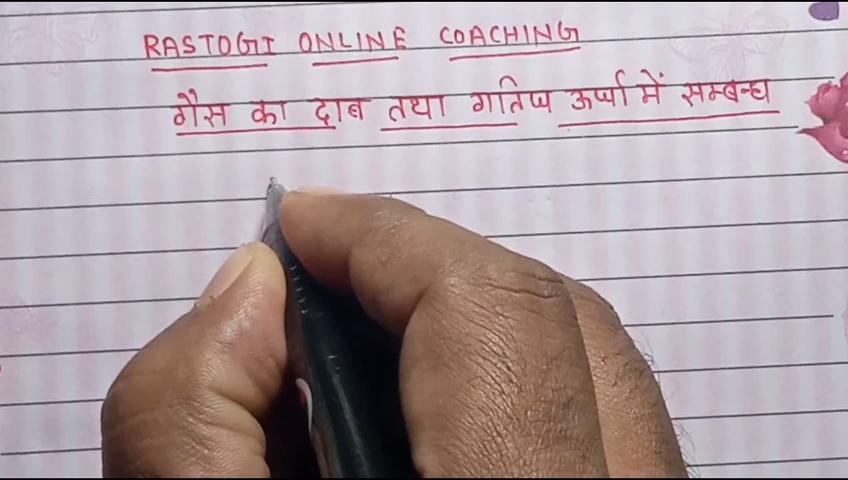 RASTOGI ONLINE COACHING
गैस का दाब तथा गतिज ऊर्जा में सम्बन्ध